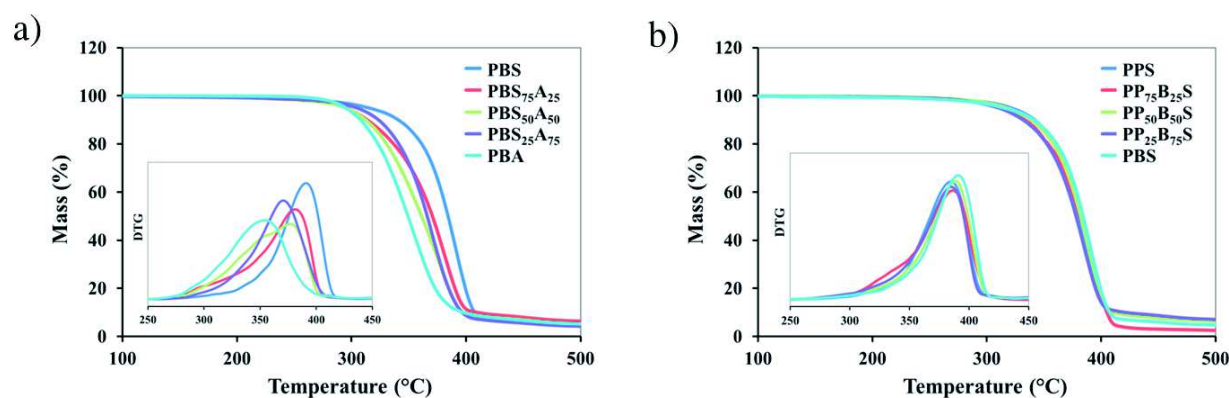 a)
120
100
80
60
40
20
0
Mass (%)
100
200
300
400
500
Temperature (°C)
PBS
PBS₇₅A₂₅
PBS₅₀A₅₀
PBS₂₅A₇₅
PBA
DTG
250
300
350
400
450
b)
120
100
80
60
40
20
0
Mass (%)
100
200
300
400
500
Temperature (°C)
PPS
PP₇₅B₂₅S
PP₅₀B₅₀S
PP₂₅B₇₅S
PBS
DTG
250
300
350
400
450